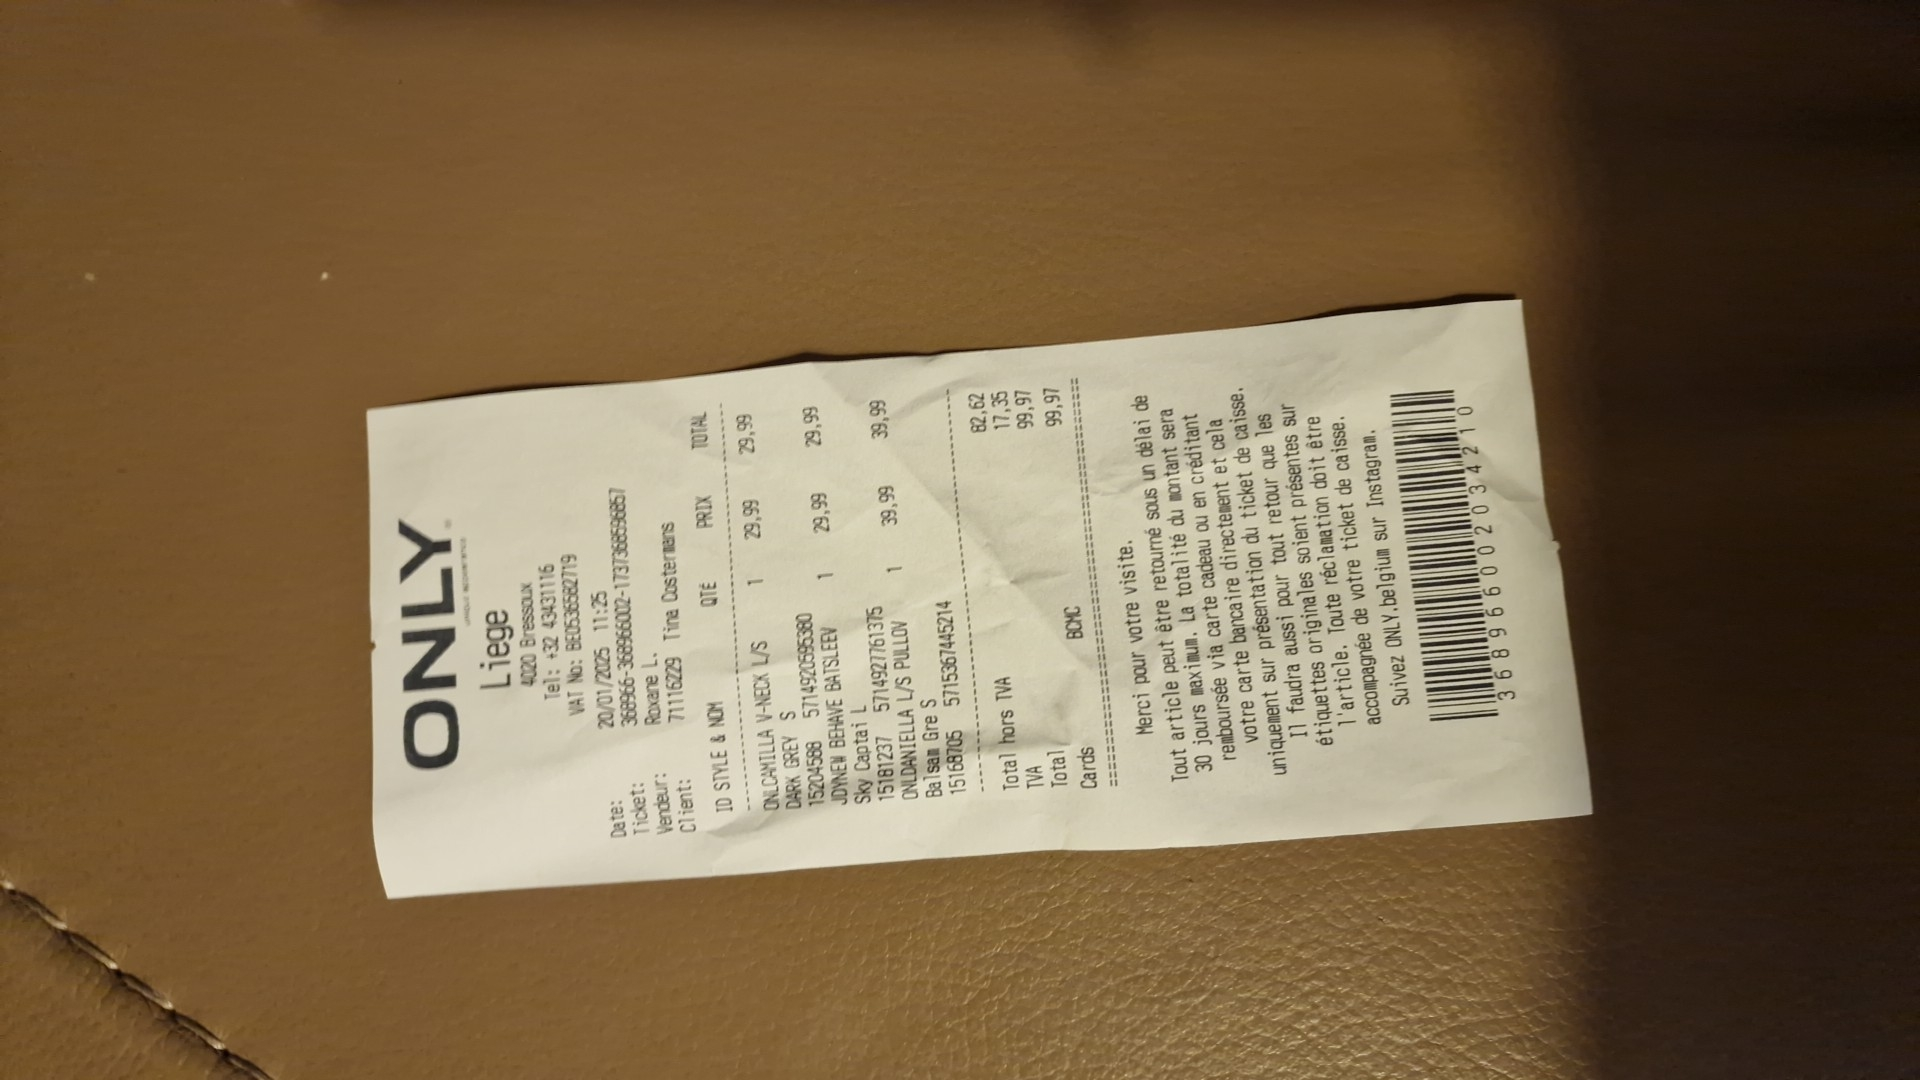 ONLY
Liege
4020 Bressoux
Tel: +32 43431116
VAT No: BE0536582719
Date: 20/01/2025 11:25
Ticket: 368966-368966002-1737368596857
Vendeur: Roxane L.
Client: 71116229 Tina Oostermans
ID STYLE & NOM QTÉ PRIX TOTAL
ONLCAMILLA V-NECK L/S 1 29,99 29,99
DARK GREY S
15204588 5714920595380
JDYNEW BEHAVE BATSLEEV 1 29,99 29,99
Sky Captai L
15181237 5714927761375
ONLDANIELLA L/S PULLOV 1 39,99 39,99
Balsam Gre S
15168705 5715367445214
Total hors TVA 82,62
TVA 17,35
Total 99,97
Cards BCMC 99,97
Merci pour votre visite.
Tout article peut être retourné sous un délai de
30 jours maximum. La totalité du montant sera
remboursée via carte cadeau ou en créditant
votre carte bancaire directement et cela
uniquement sur présentation du ticket de caisse.
Il faudra aussi pour tout retour que les
étiquettes originales soient présentes sur
l'article. Toute réclamation doit être
accompagnée de votre ticket de caisse.
Suivez ONLY.belgium sur Instagram.
368966002034210